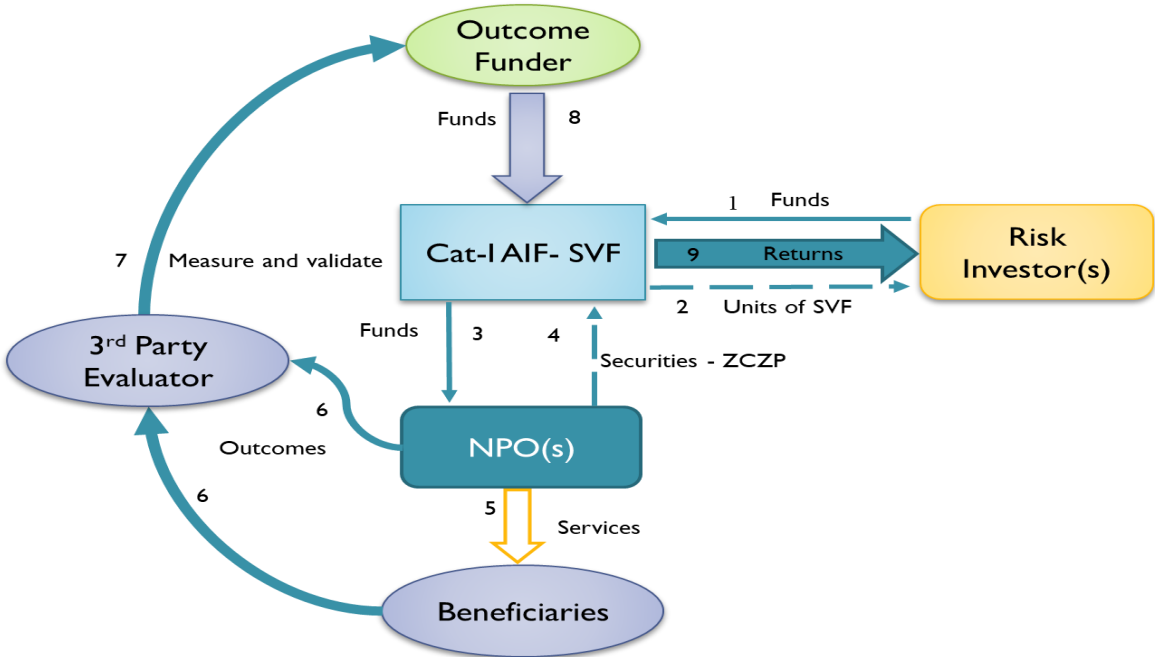 Outcome
Funder
Funds 8
1 Funds
Cat-I AIF- SVF
9 Returns
Risk
Investor(s)
2 Units of SVF
7 Measure and validate
Funds 3
4
Securities - ZCZP
3rd Party
Evaluator
6
Outcomes
NPO(s)
6
5
Services
Beneficiaries